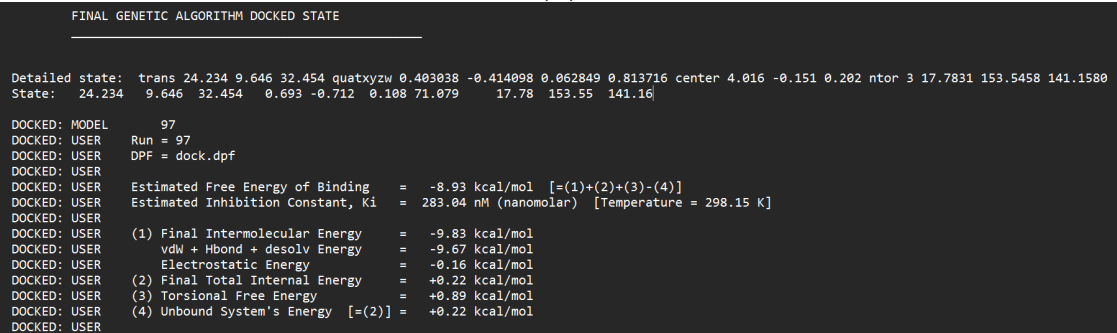 FINAL GENETIC ALGORITHM DOCKED STATE
Detailed state:  trans 24.234 9.646 32.454 quatxyzw 0.403038 -0.414098 0.062849 0.813716 center 4.016 -0.151 0.202 ntor 3 17.7831 153.5458 141.1580
State:   24.234   9.646  32.454   0.693 -0.712  0.108 71.079     17.78  153.55  141.16
DOCKED: MODEL       97
DOCKED: USER    Run = 97
DOCKED: USER    DPF = dock.dpf
DOCKED: USER
DOCKED: USER    Estimated Free Energy of Binding    =   -8.93 kcal/mol  [=(1)+(2)+(3)-(4)]
DOCKED: USER    Estimated Inhibition Constant, Ki   =  283.04 nM (nanomolar)  [Temperature = 298.15 K]
DOCKED: USER
DOCKED: USER    (1) Final Intermolecular Energy     =   -9.83 kcal/mol
DOCKED: USER        vdW + Hbond + desolv Energy     =   -9.67 kcal/mol
DOCKED: USER        Electrostatic Energy            =   -0.16 kcal/mol
DOCKED: USER    (2) Final Total Internal Energy     =   +0.22 kcal/mol
DOCKED: USER    (3) Torsional Free Energy           =   +0.89 kcal/mol
DOCKED: USER    (4) Unbound System's Energy  [=(2)] =   +0.22 kcal/mol
DOCKED: USER